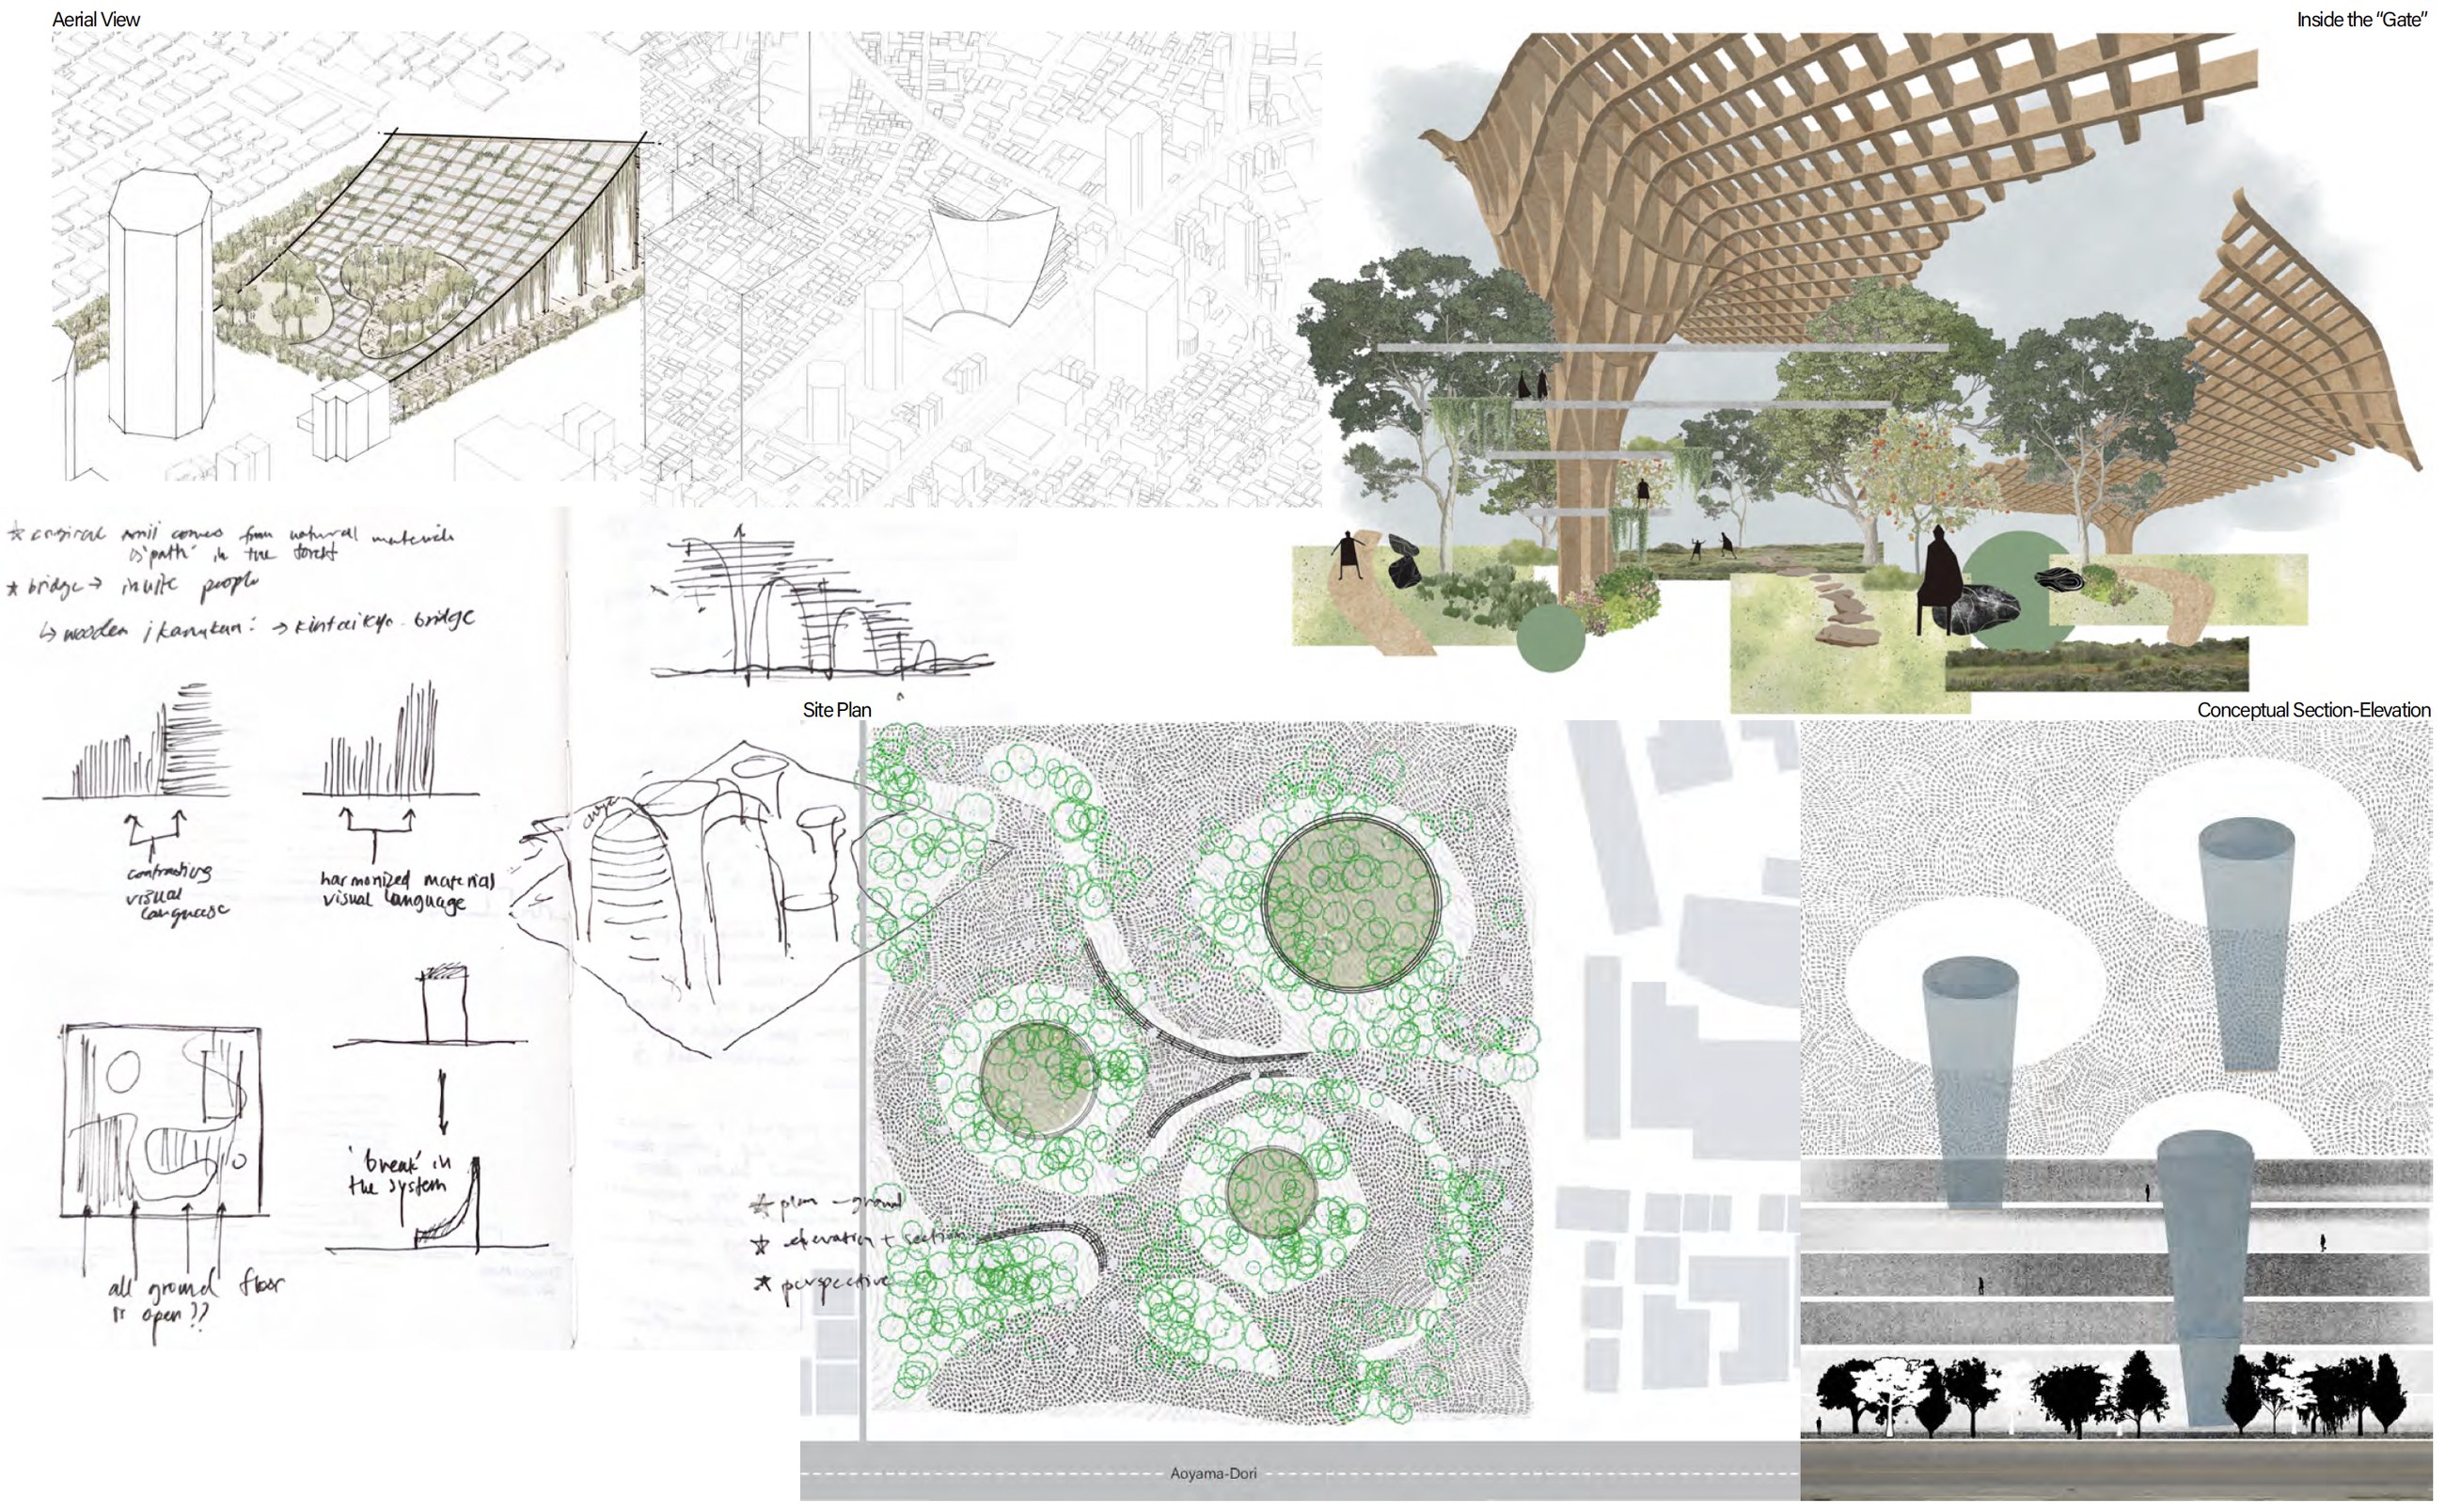 Aerial View
Inside the "Gate"
comes from natural materials
'path' in the forest
bridge → invite people
↳ wooden → kintaikyo bridge
contrasting
visual
language
harmonized material
visual language
'break' in
the system
all ground floor
is open??
Site Plan
plan - ground
elevation + section
perspective
Aoyama-Dori
Conceptual Section-Elevation